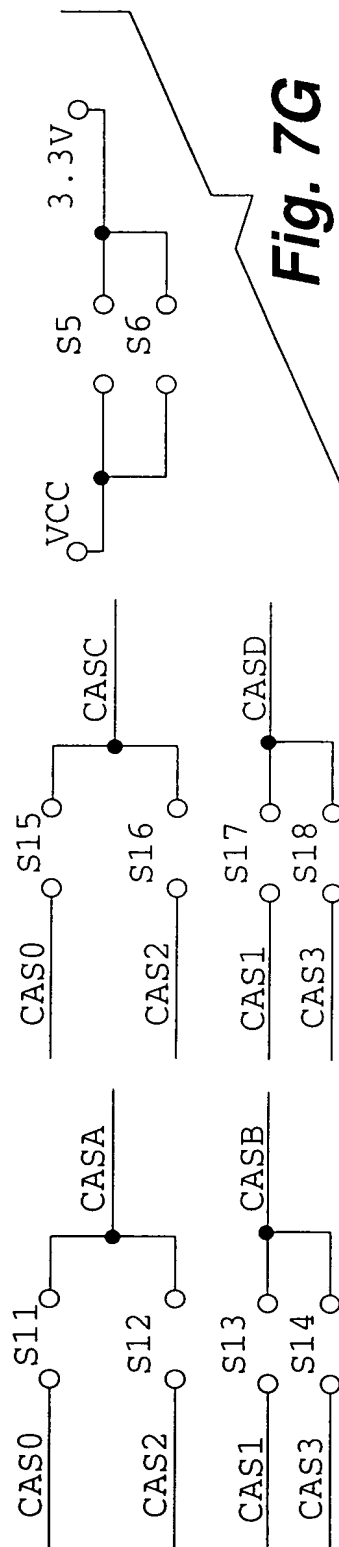 CAS0
S11
CASA
CAS2
S12
CAS1
S13
CASB
CAS3
S14
CAS0
S15
CASC
CAS2
S16
CAS1
S17
CASD
CAS3
S18
VCC
S5
3.3V
S6
Fig. 7G